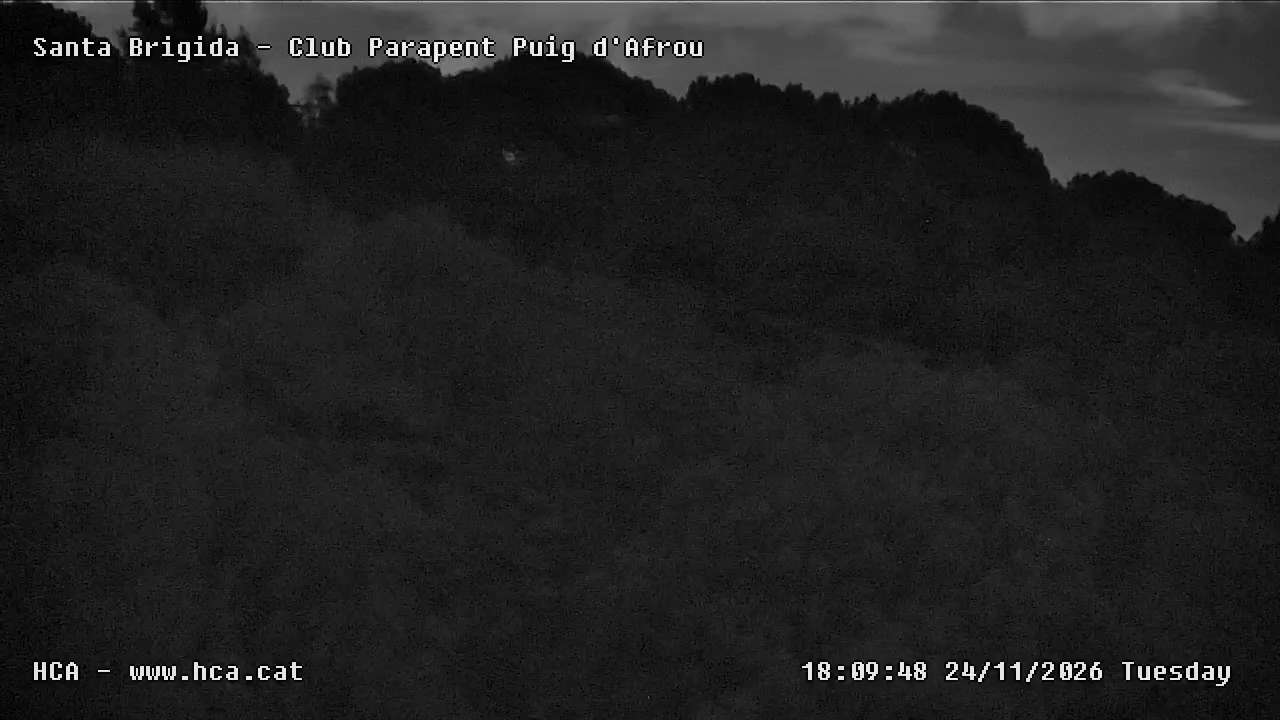 Santa Brigida - Club Parapent Puig d'Afrou
HCA - www.hca.cat
18:09:48 24/11/2026 Tuesday